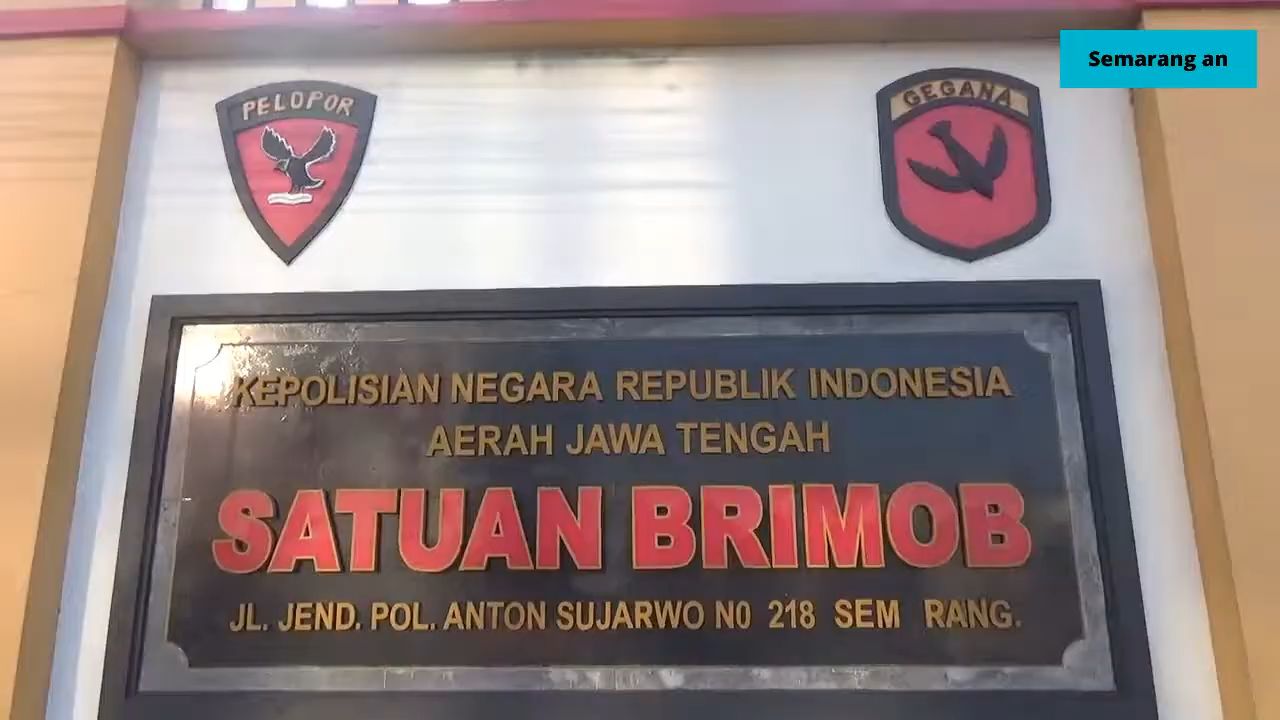 Semarang an
PELOPOR
GEGANA
KEPOLISIAN NEGARA REPUBLIK INDONESIA
AERAH JAWA TENGAH
SATUAN BRIMOB
JL. JEND. POL. ANTON SUJARWO N0 218 SEM RANG.